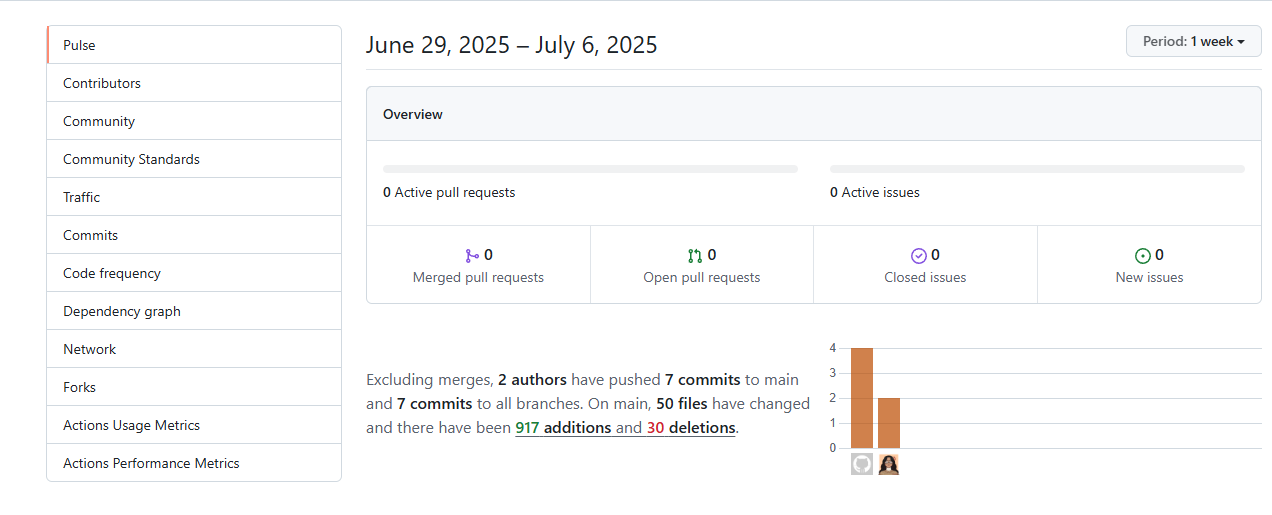 Pulse
Contributors
Community
Community Standards
Traffic
Commits
Code frequency
Dependency graph
Network
Forks
Actions Usage Metrics
Actions Performance Metrics
June 29, 2025 – July 6, 2025
Period: 1 week
Overview
0 Active pull requests
0 Active issues
0
Merged pull requests
0
Open pull requests
0
Closed issues
0
New issues
Excluding merges, 2 authors have pushed 7 commits to main
and 7 commits to all branches. On main, 50 files have changed
and there have been 917 additions and 30 deletions.
4
3
2
1
0